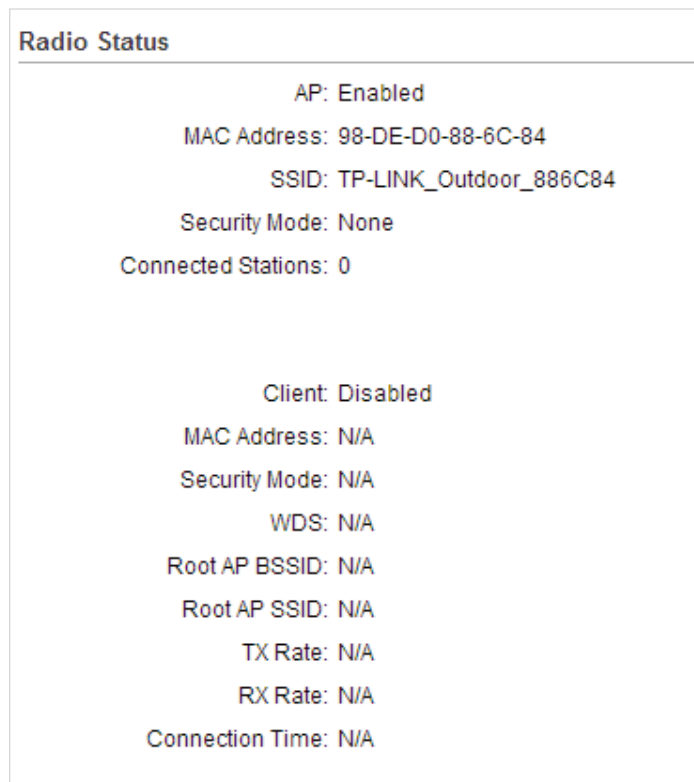 Radio Status
AP: Enabled
MAC Address: 98-DE-D0-88-6C-84
SSID: TP-LINK_Outdoor_886C84
Security Mode: None
Connected Stations: 0
Client: Disabled
MAC Address: N/A
Security Mode: N/A
WDS: N/A
Root AP BSSID: N/A
Root AP SSID: N/A
TX Rate: N/A
RX Rate: N/A
Connection Time: N/A